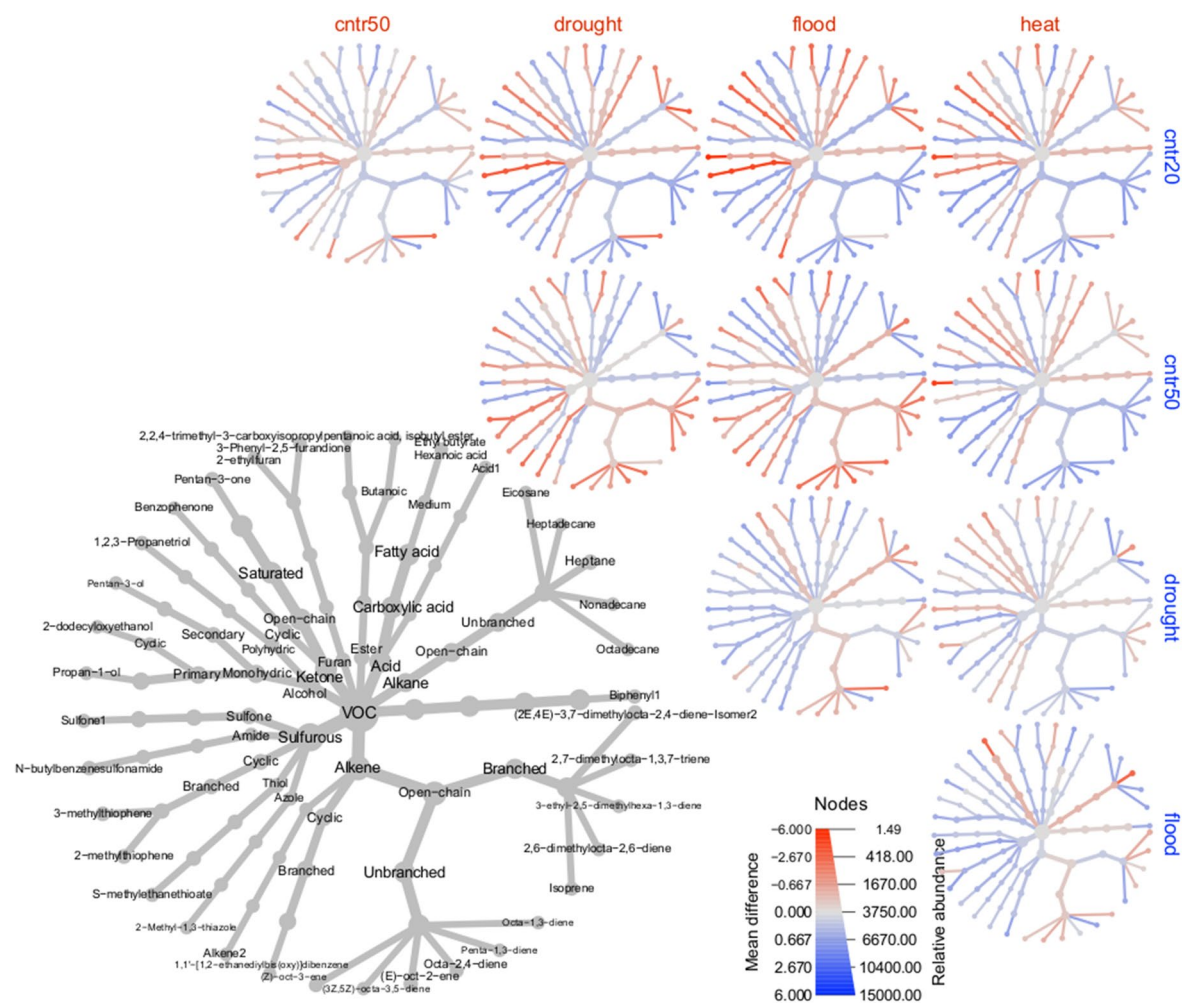 cntr50
drought
flood
heat
cntr20
cntr50
drought
flood
2,2,4−trimethyl−3−carboxyisopropylpentanoic acid, isobutyl ester
Ethyl butyrate
3−Phenyl−2,5−furandione
Hexanoic acid
2−ethylfuran
Acid1
Pentan−3−one
Butanoic
Eicosane
Medium
Benzophenone
Heptadecane
1,2,3−Propanetriol
Fatty acid
Heptane
Saturated
Pentan−3−ol
Nonadecane
Carboxylic acid
Open−chain
Unbranched
2−dodecyloxyethanol
Secondary
Cyclic
Cyclic
Polyhydric
Ester
Open−chain
Octadecane
Furan
Acid
Propan−1−ol
Primary
Monohydric
Ketone
Alkane
Alcohol
Biphenyl1
VOC
(2E,4E)−3,7−dimethylocta−2,4−diene−Isomer2
Sulfone1
Sulfone
Amide
Sulfurous
Cyclic
2,7−dimethylocta−1,3,7−triene
N−butylbenzenesulfonamide
Alkene
Branched
Thiol
Branched
Open−chain
Azole
3−ethyl−2,5−dimethylhexa−1,3−diene
3−methylthiophene
Cyclic
2,6−dimethylocta−2,6−diene
2−methylthiophene
Branched
Unbranched
Isoprene
S−methylethanethioate
2−Methyl−1,3−thiazole
Octa−1,3−diene
Alkene2
Penta−1,3−diene
1,1'−[1,2−ethanediylbis(oxy)]dibenzene
Octa−2,4−diene
(Z)−oct−3−ene
(E)−oct−2−ene
(3Z,5Z)−octa−3,5−diene
Nodes
−6.000 1.49
−2.670 418.00
−0.667 1670.00
0.000 3750.00
0.667 6670.00
2.670 10400.00
6.000 15000.00
Mean difference
Relative abundance